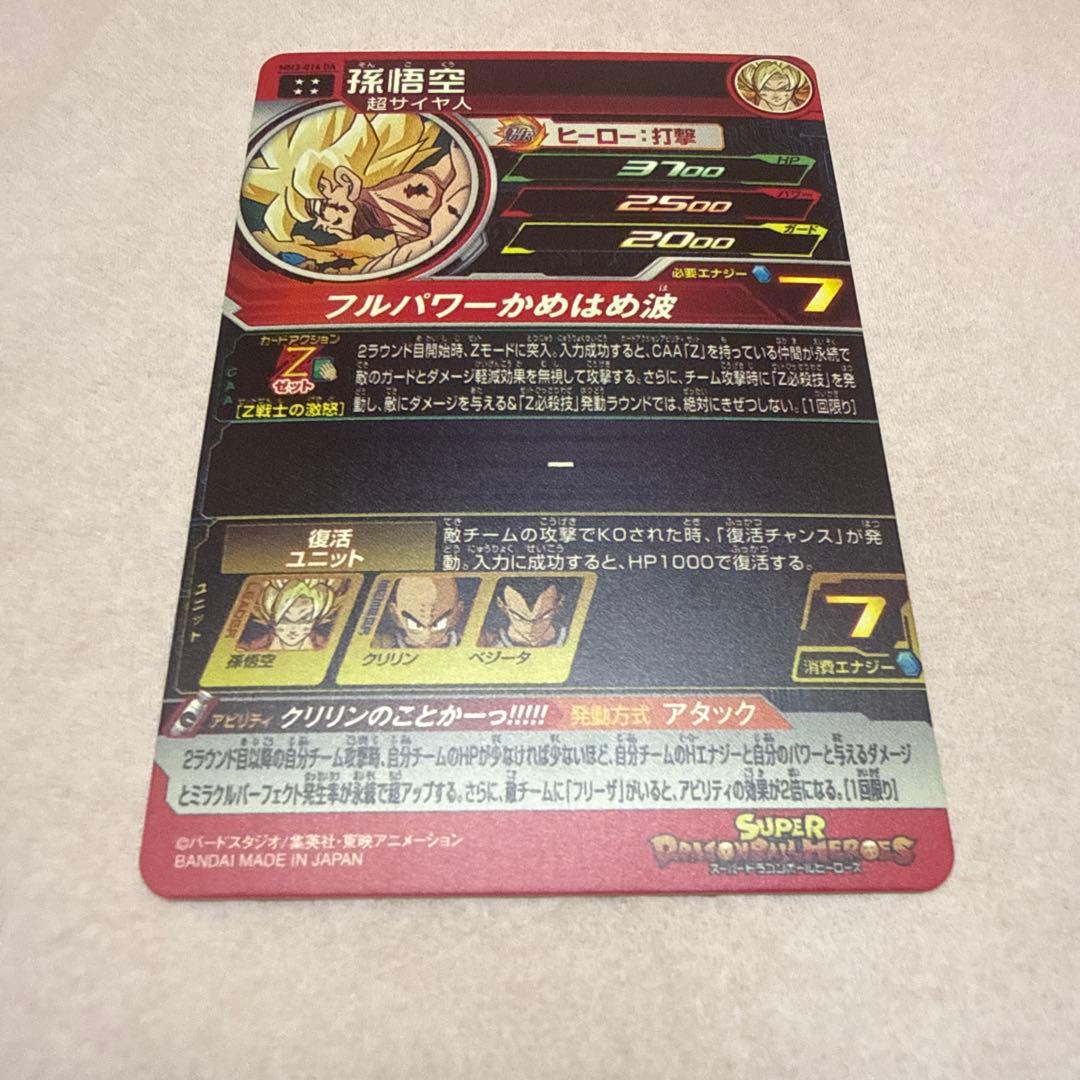 MM3-014 DA
孫悟空
超サイヤ人
ヒーロー:打撃
3700 HP
2500 パワー
2000 ガード
必要エナジー 7
フルパワーかめはめ波
CAA
カードアクション
Z
ゼット
[Z戦士の激怒]
2ラウンド目開始時、Zモードに突入。入力成功すると、CAA「Z」を持っている仲間が永続で
敵のガードとダメージ軽減効果を無視して攻撃する。さらに、チーム攻撃時に「Z必殺技」を発
動し、敵にダメージを与える&「Z必殺技」発動ラウンドでは、絶対にきぜつしない。[1回限り]
ー
ユニット
復活
ユニット
敵チームの攻撃でKOされた時、「復活チャンス」が発
動。入力に成功すると、HP1000で復活する。
LEADER
孫悟空
クリリン
ベジータ
7
消費エナジー
アビリティ クリリンのことかーっ!!!!! 発動方式 アタック
2ラウンド目以降の自分チーム攻撃時、自分チームのHPが少なければ少ないほど、自分チームのHエナジーと自分のパワーと与えるダメージ
とミラクルパーフェクト発生率が永続で超アップする。さらに、敵チームに「フリーザ」がいると、アビリティの効果が2倍になる。[1回限り]
©バードスタジオ/集英社・東映アニメーション
BANDAI MADE IN JAPAN
SUPER
DRAGONBALL HEROES
スーパードラゴンボールヒーローズ